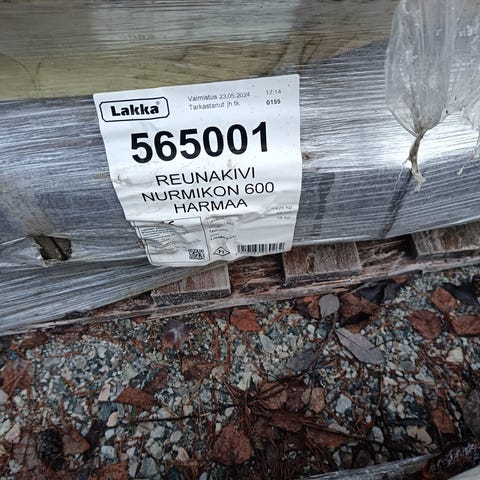 Lakka
Valmistus 23.05.2024 17:14
Tarkastanut jh tk 0155
565001
REUNAKIVI
NURMIKON 600
HARMAA